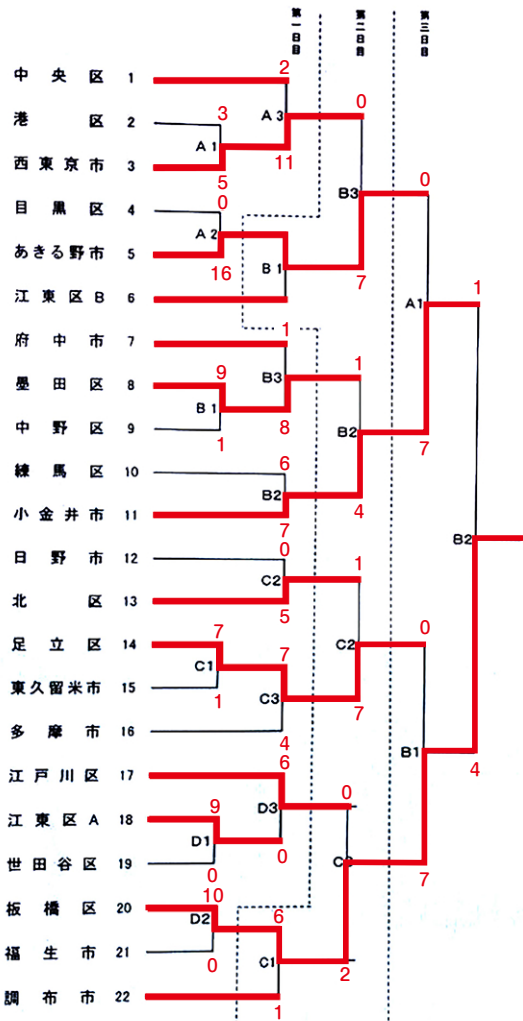 第一日目 第二日目 第三日目
中央区 1 2
A3 0
港区 2 3
A1
西東京市 3 5 11
B3 0
目黒区 4 0
A2
あきる野市 5 16
B1 7
江東区B 6
A1 1
府中市 7 1
B3 1
墨田区 8 9
B1 8
中野区 9 1
B2 7
練馬区 10 6
B2
小金井市 11 7 4
B2
日野市 12 0
C2 1
北区 13 5
C2 0
足立区 14 7
C1 7
東久留米市 15 1
C3 7
多摩市 16 4
B1 4
江戸川区 17 6
D3 0
江東区A 18 9
D1 0
世田谷区 19 0
7
板橋区 20 10
D2 6
福生市 21 0
C1 2
調布市 22 1